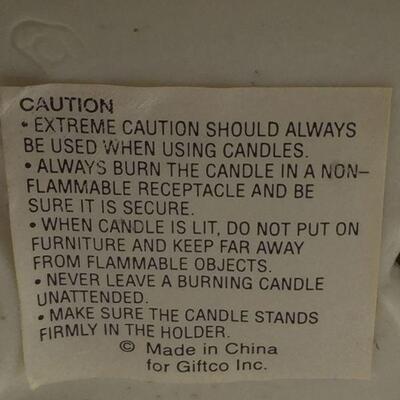 CAUTION
• EXTREME CAUTION SHOULD ALWAYS
BE USED WHEN USING CANDLES.
• ALWAYS BURN THE CANDLE IN A NON–
FLAMMABLE RECEPTACLE AND BE
SURE IT IS SECURE.
• WHEN CANDLE IS LIT, DO NOT PUT ON
FURNITURE AND KEEP FAR AWAY
FROM FLAMMABLE OBJECTS.
• NEVER LEAVE A BURNING CANDLE
UNATTENDED.
• MAKE SURE THE CANDLE STANDS
FIRMLY IN THE HOLDER.
© Made in China
for Giftco Inc.